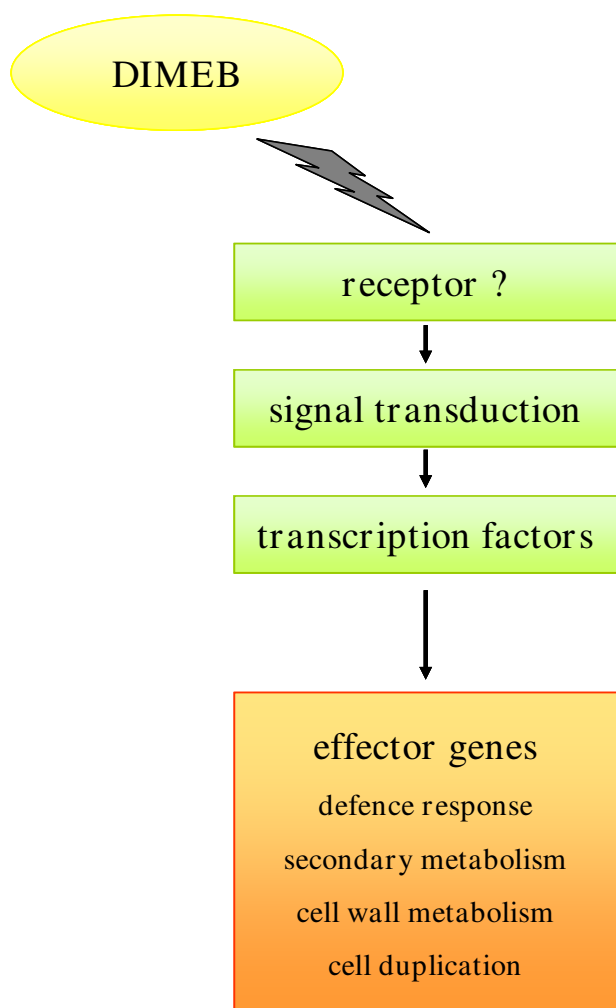 DIMEB
receptor ?
signal transduction
transcription factors
effector genes
defence response
secondary metabolism
cell wall metabolism
cell duplication